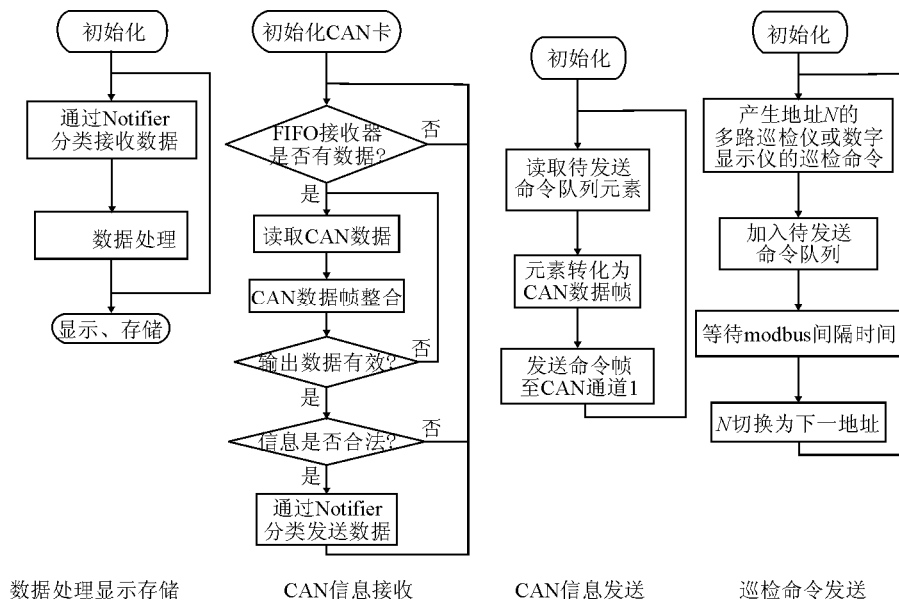 初始化
通过Notifier
分类接收数据
数据处理
显示、存储
数据处理显示存储
初始化CAN卡
FIFO接收器
是否有数据?
否
是
读取CAN数据
CAN数据帧整合
输出数据有效?
否
是
信息是否合法?
否
是
通过Notifier
分类发送数据
CAN信息接收
初始化
读取待发送
命令队列元素
元素转化为
CAN数据帧
发送命令帧
至CAN通道1
CAN信息发送
初始化
产生地址N的
多路巡检仪或数字
显示仪的巡检命令
加入待发送
命令队列
等待modbus间隔时间
N切换为下一地址
巡检命令发送